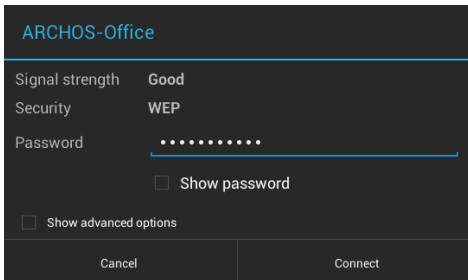 ARCHOS-Office
Signal strength Good
Security WEP
Password •••••••••••
Show password
Show advanced options
Cancel Connect